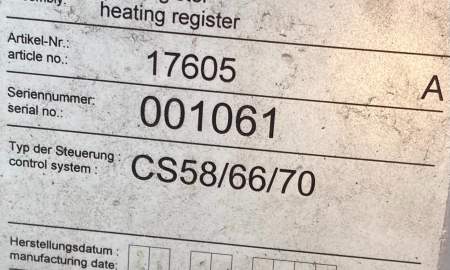 heating register
Artikel-Nr.:
article no.: 17605 A
Seriennummer:
serial no.: 001061
Typ der Steuerung :
control system : CS58/66/70
Herstellungsdatum :
manufacturing date: